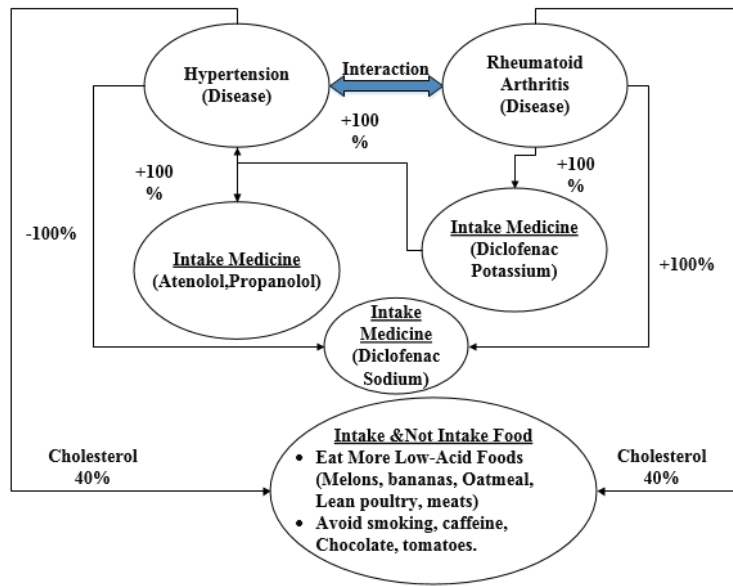 Hypertension
(Disease)
Interaction
Rheumatoid
Arthritis
(Disease)
+100
%
+100
%
+100
%
-100%
Intake Medicine
(Atenolol,Propanolol)
Intake Medicine
(Diclofenac
Potassium)
+100%
Intake
Medicine
(Diclofenac
Sodium)
Cholesterol
40%
Intake &Not Intake Food
• Eat More Low-Acid Foods
(Melons, bananas, Oatmeal,
Lean poultry, meats)
• Avoid smoking, caffeine,
Chocolate, tomatoes.
Cholesterol
40%